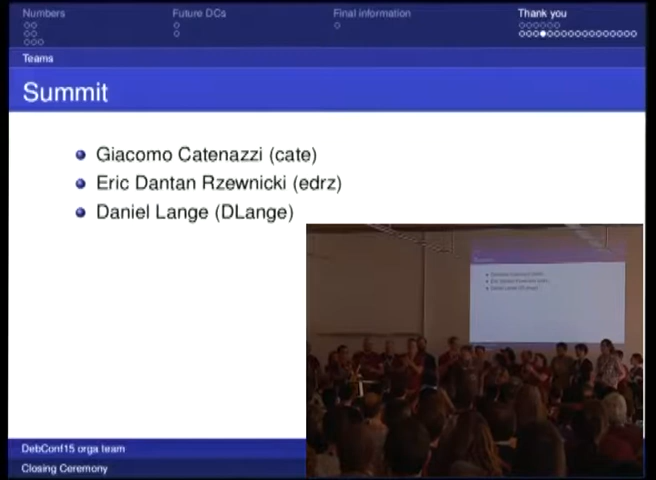 Numbers
Future DCs
Final information
Thank you
Teams
Summit
Giacomo Catenazzi (cate)
Eric Dantan Rzewnicki (edrz)
Daniel Lange (DLange)
DebConf15 orga team
Closing Ceremony